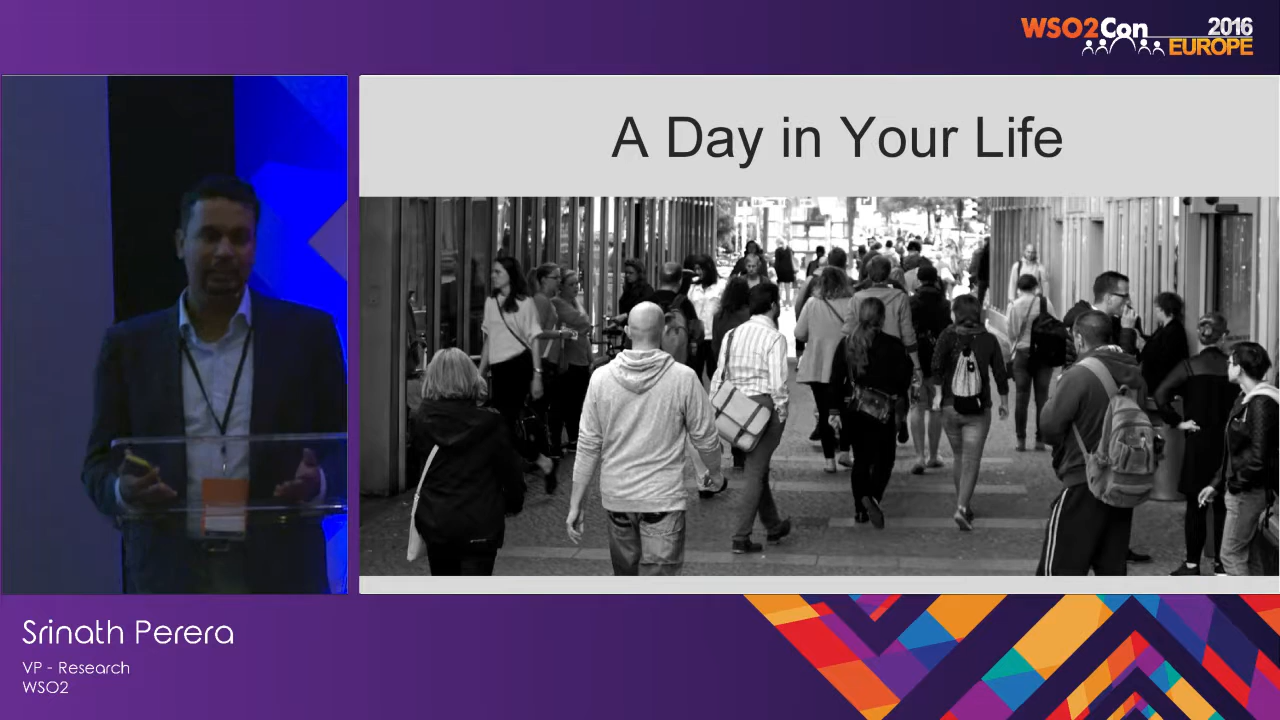 WSO2Con 2016
EUROPE
A Day in Your Life
Srinath Perera
VP - Research
WSO2